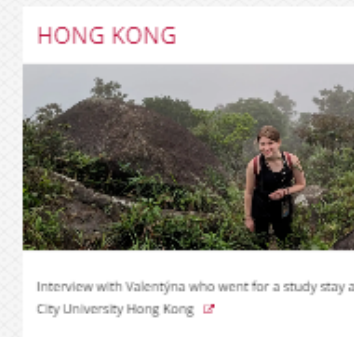 HONG KONG
Interview with Valentýna who went for a study stay a
City University Hong Kong